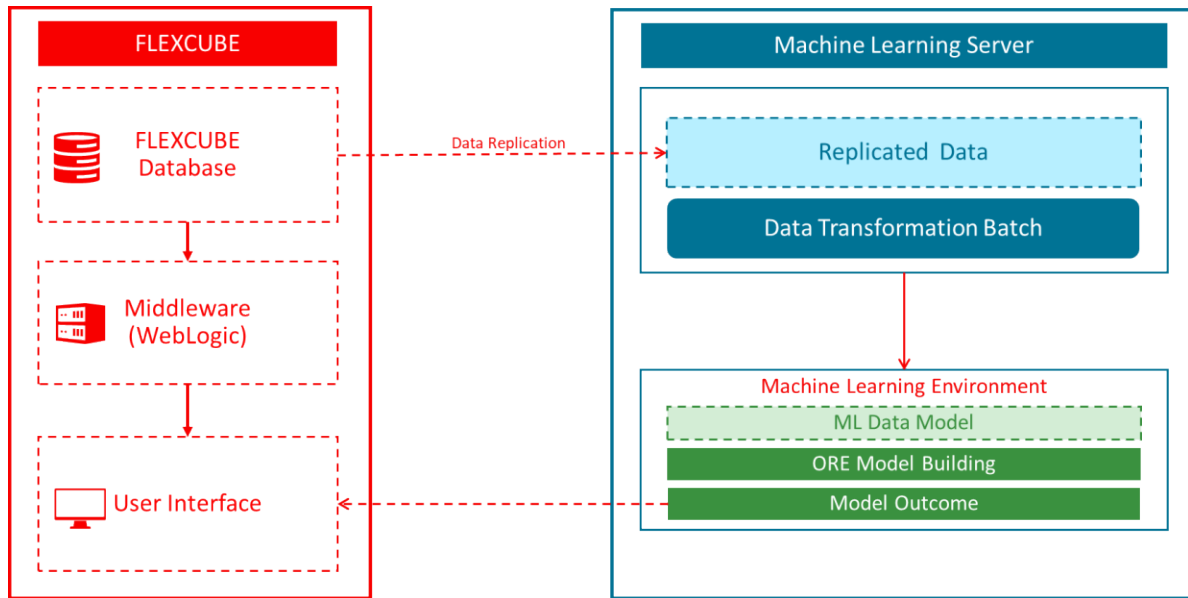 FLEXCUBE
FLEXCUBE
Database
Middleware
(WebLogic)
User Interface
Data Replication
Machine Learning Server
Replicated Data
Data Transformation Batch
Machine Learning Environment
ML Data Model
ORE Model Building
Model Outcome